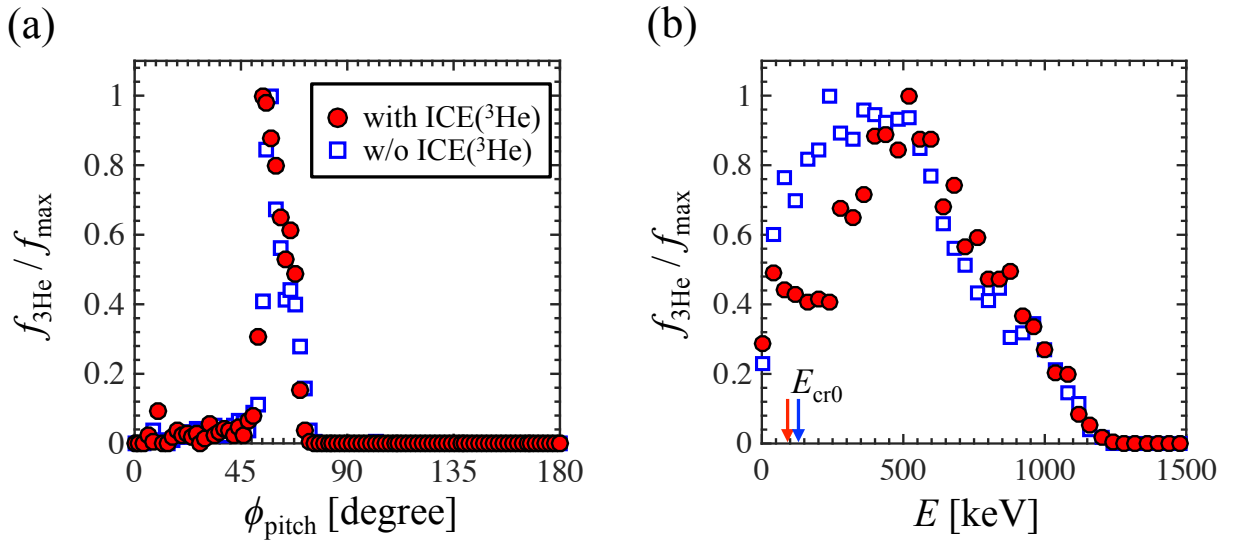 (a)
f3He / fmax
1
0.8
0.6
0.4
0.2
0
0
45
90
135
180
ϕpitch [degree]
with ICE(³He)
w/o ICE(³He)
(b)
f3He / fmax
1
0.8
0.6
0.4
0.2
0
Ecr0
0
500
1000
1500
E [keV]